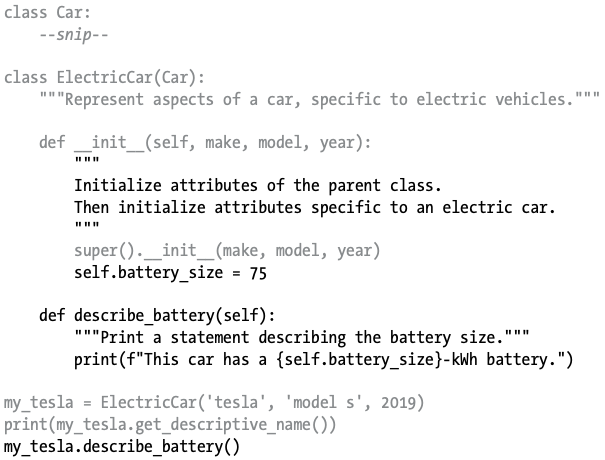 class Car:
    --snip--

class ElectricCar(Car):
    """Represent aspects of a car, specific to electric vehicles."""

    def __init__(self, make, model, year):
        """
        Initialize attributes of the parent class.
        Then initialize attributes specific to an electric car.
        """
        super().__init__(make, model, year)
        self.battery_size = 75

    def describe_battery(self):
        """Print a statement describing the battery size."""
        print(f"This car has a {self.battery_size}-kWh battery.")

my_tesla = ElectricCar('tesla', 'model s', 2019)
print(my_tesla.get_descriptive_name())
my_tesla.describe_battery()